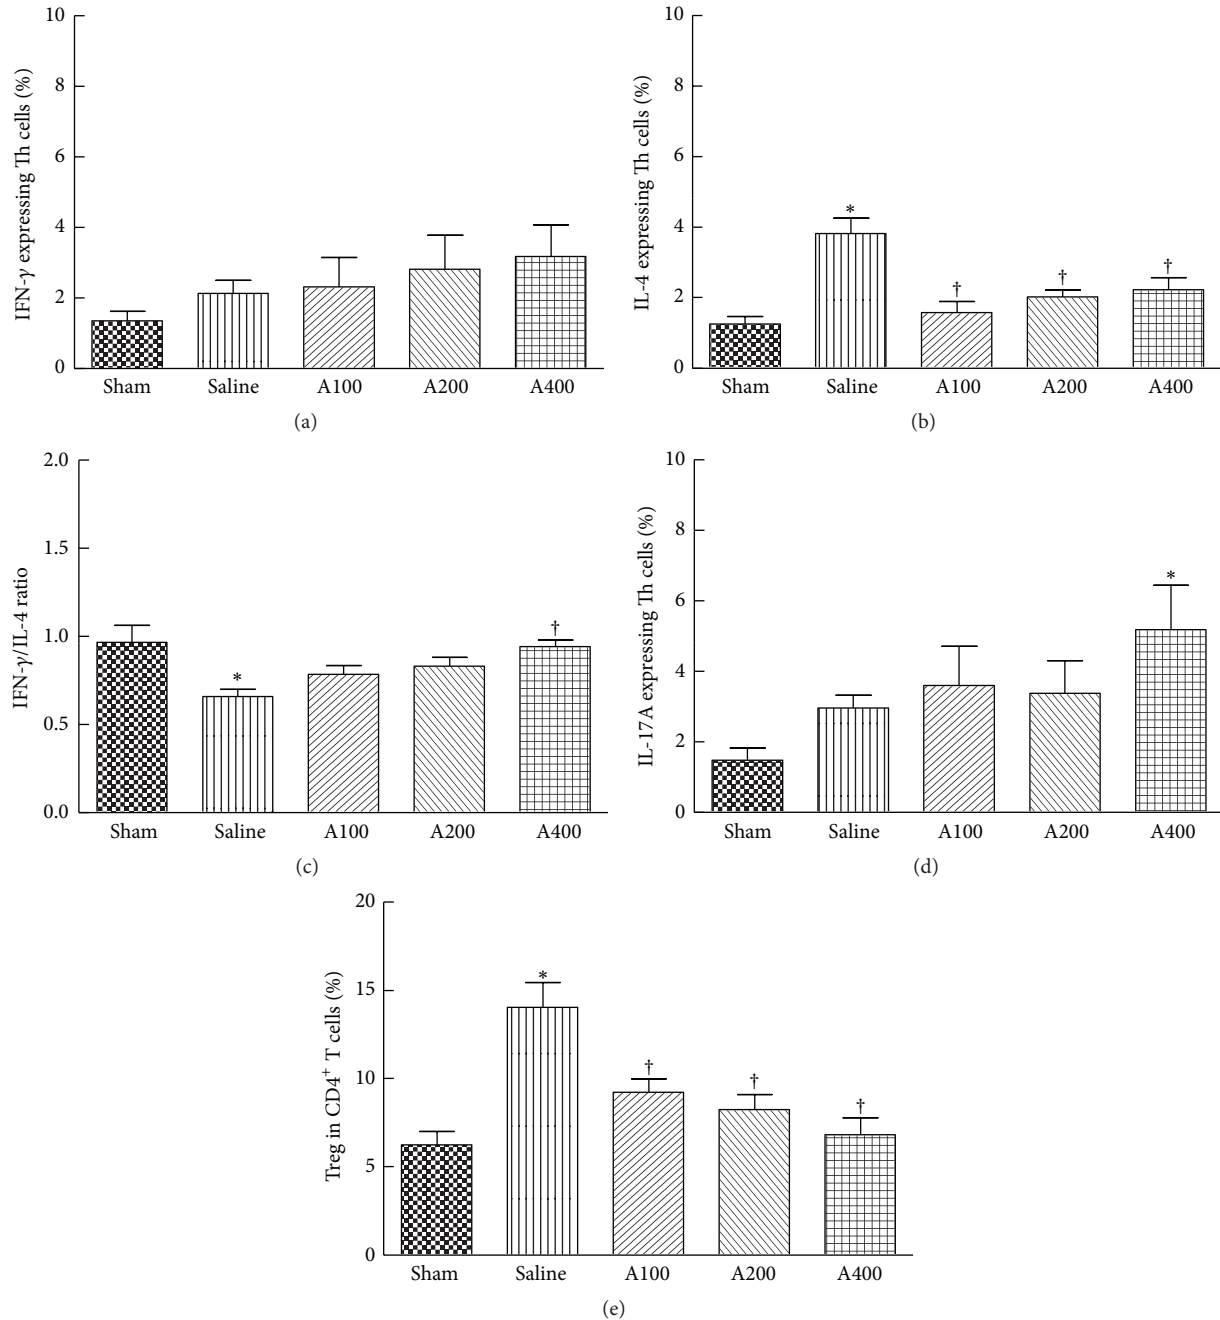 10
8
6
4
2
0
IFN-γ expressing Th cells (%)
Sham Saline A100 A200 A400
(a)
10
8
6
4
2
0
IL-4 expressing Th cells (%)
*
†
†
†
Sham Saline A100 A200 A400
(b)
2.0
1.5
1.0
0.5
0.0
IFN-γ/IL-4 ratio
*
†
Sham Saline A100 A200 A400
(c)
10
8
6
4
2
0
IL-17A expressing Th cells (%)
*
Sham Saline A100 A200 A400
(d)
20
15
10
5
0
Treg in CD4⁺ T cells (%)
*
†
†
†
Sham Saline A100 A200 A400
(e)